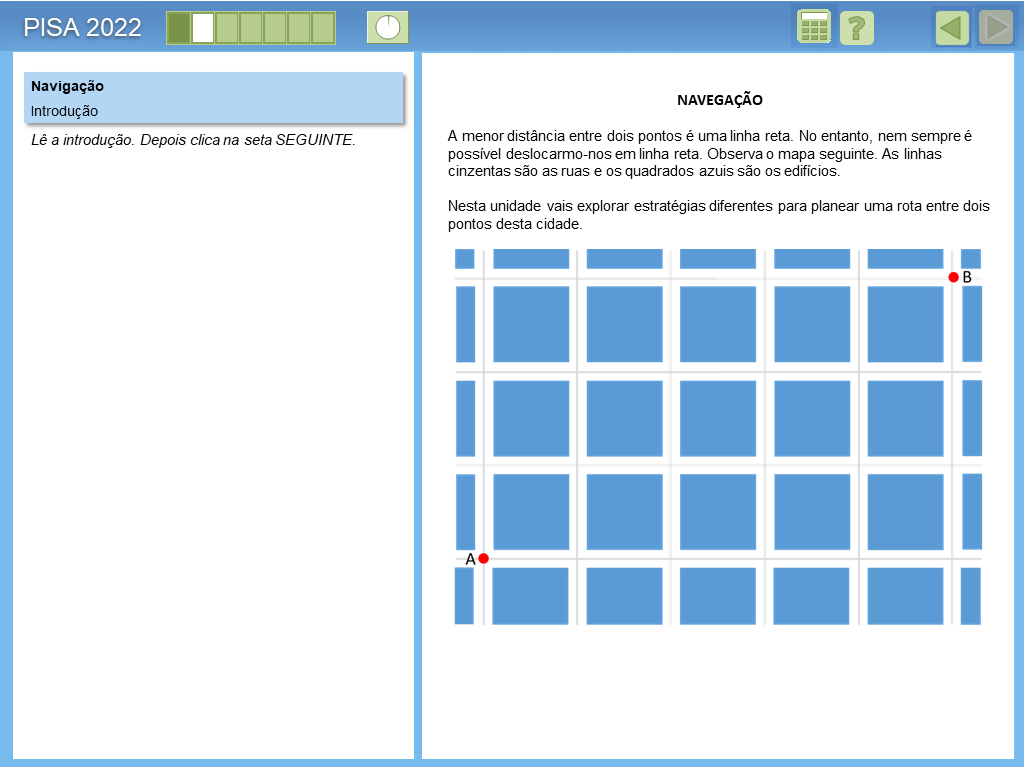 PISA 2022
?
Navigação
Introdução
Lê a introdução. Depois clica na seta SEGUINTE.
NAVEGAÇÃO
A menor distância entre dois pontos é uma linha reta. No entanto, nem sempre é
possível deslocarmo-nos em linha reta. Observa o mapa seguinte. As linhas
cinzentas são as ruas e os quadrados azuis são os edifícios.
Nesta unidade vais explorar estratégias diferentes para planear uma rota entre dois
pontos desta cidade.
B
A